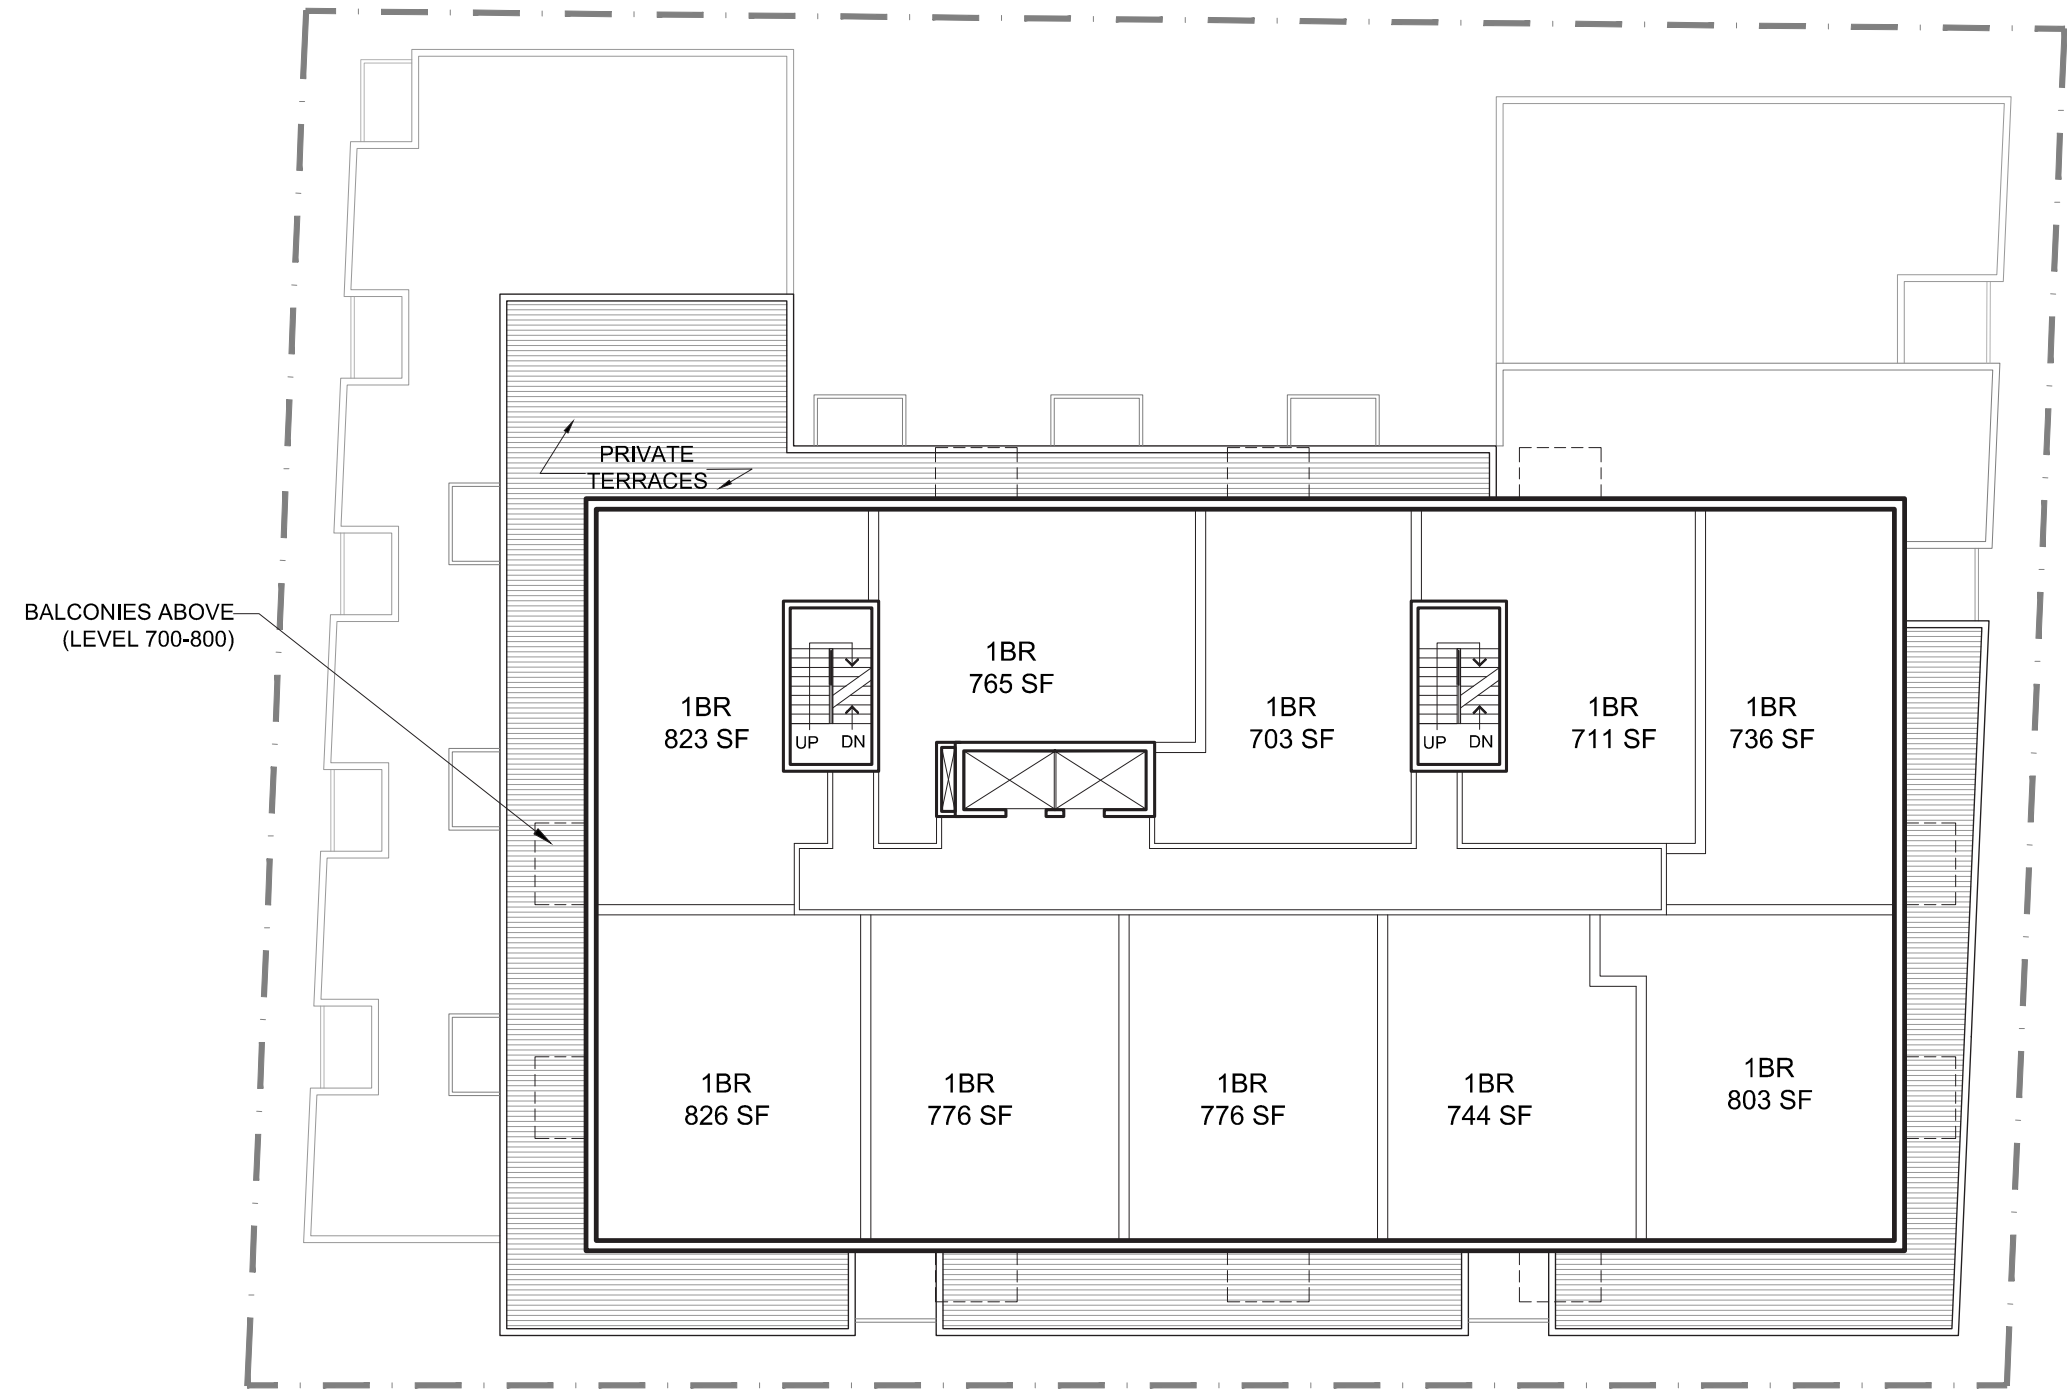 PRIVATE
TERRACES
BALCONIES ABOVE
(LEVEL 700-800)
1BR
823 SF
UP
DN
1BR
765 SF
1BR
703 SF
UP
DN
1BR
711 SF
1BR
736 SF
1BR
826 SF
1BR
776 SF
1BR
776 SF
1BR
744 SF
1BR
803 SF